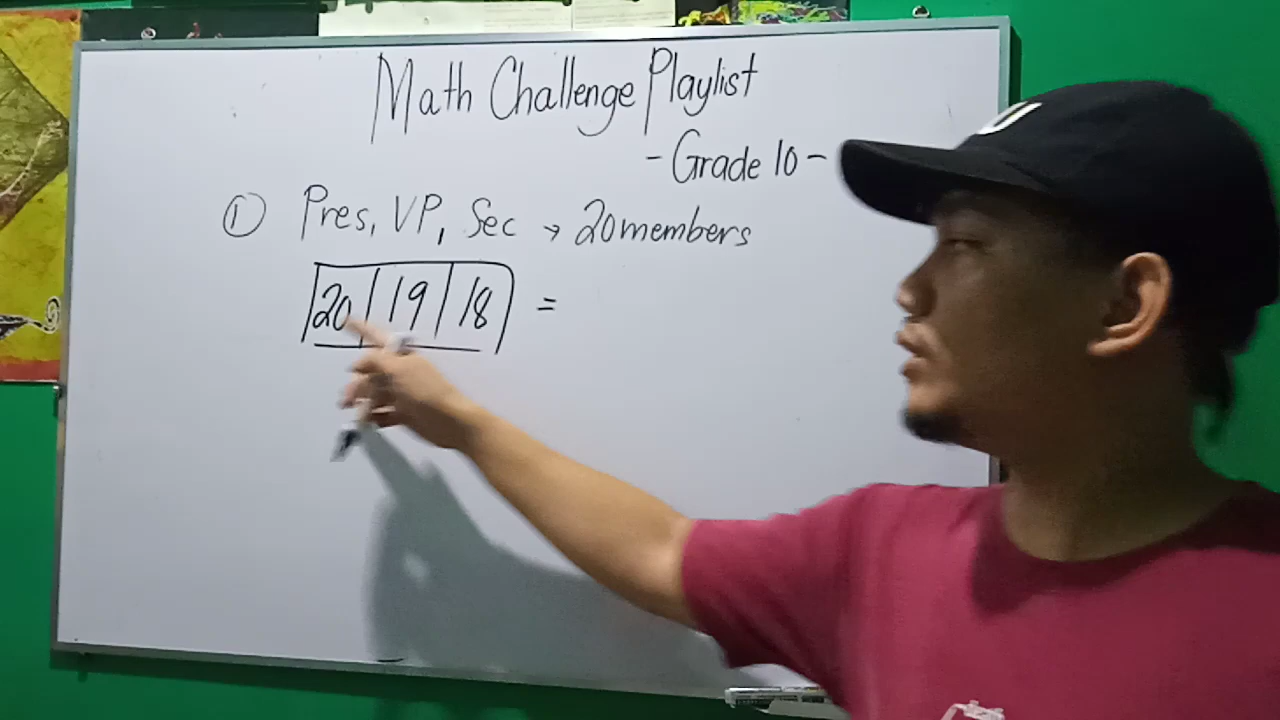 Math Challenge Playlist
- Grade 10 -
① Pres, VP, Sec → 20 members
20 | 19 | 18 =